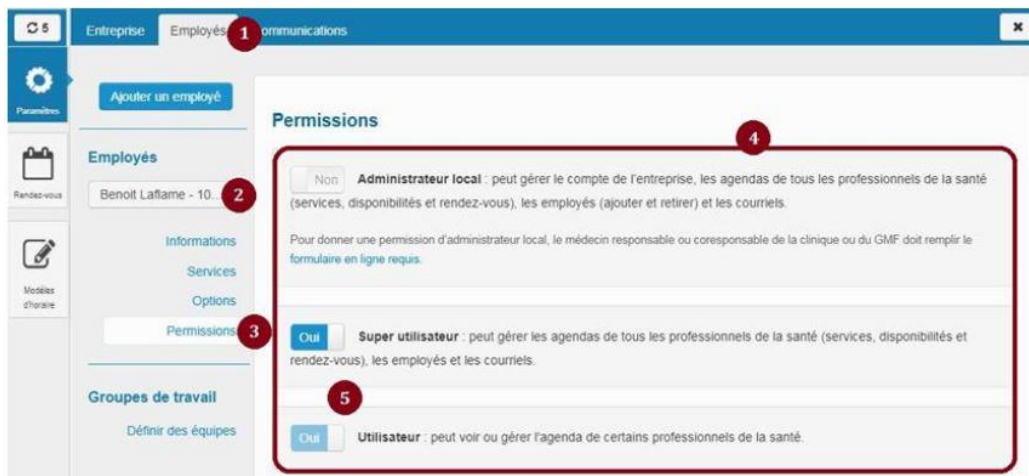 5
Entreprise
Employés
1
ommunications
Paramètres
Ajouter un employé
Permissions
4
Rendez-vous
Employés
Benoit Laflame - 10...
2
Non
Administrateur local : peut gérer le compte de l'entreprise, les agendas de tous les professionnels de la santé
(services, disponibilités et rendez-vous), les employés (ajouter et retirer) et les courriels.
Pour donner une permission d'administrateur local, le médecin responsable ou coresponsable de la clinique ou du GMF doit remplir le
formulaire en ligne requis.
Modèles
d'horaire
Informations
Services
Options
Permissions
3
Oui
Super utilisateur : peut gérer les agendas de tous les professionnels de la santé (services, disponibilités et
rendez-vous), les employés et les courriels.
Groupes de travail
Définir des équipes
5
Oui
Utilisateur : peut voir ou gérer l'agenda de certains professionnels de la santé.